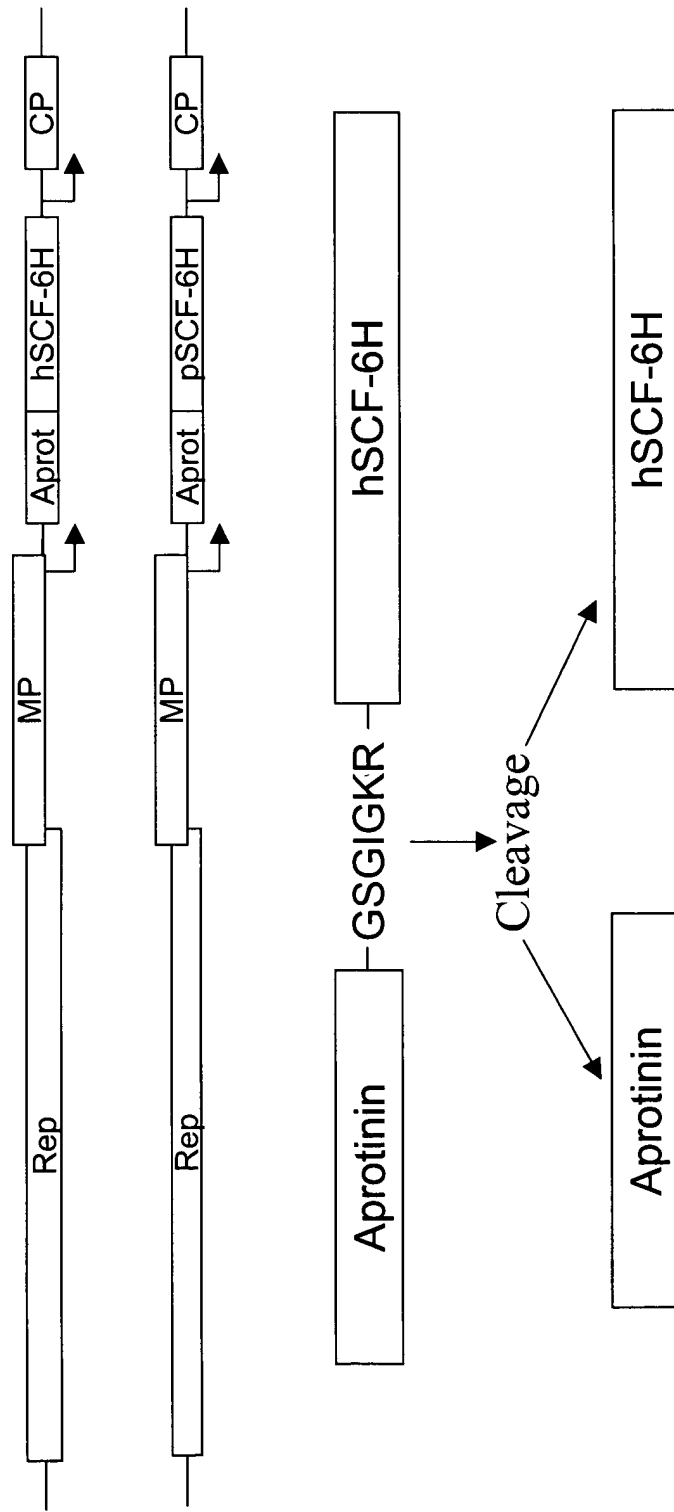 Rep MP Aprot hSCF-6H CP
Rep MP Aprot pSCF-6H CP
Aprotinin GSGIGKR hSCF-6H
Cleavage
Aprotinin hSCF-6H